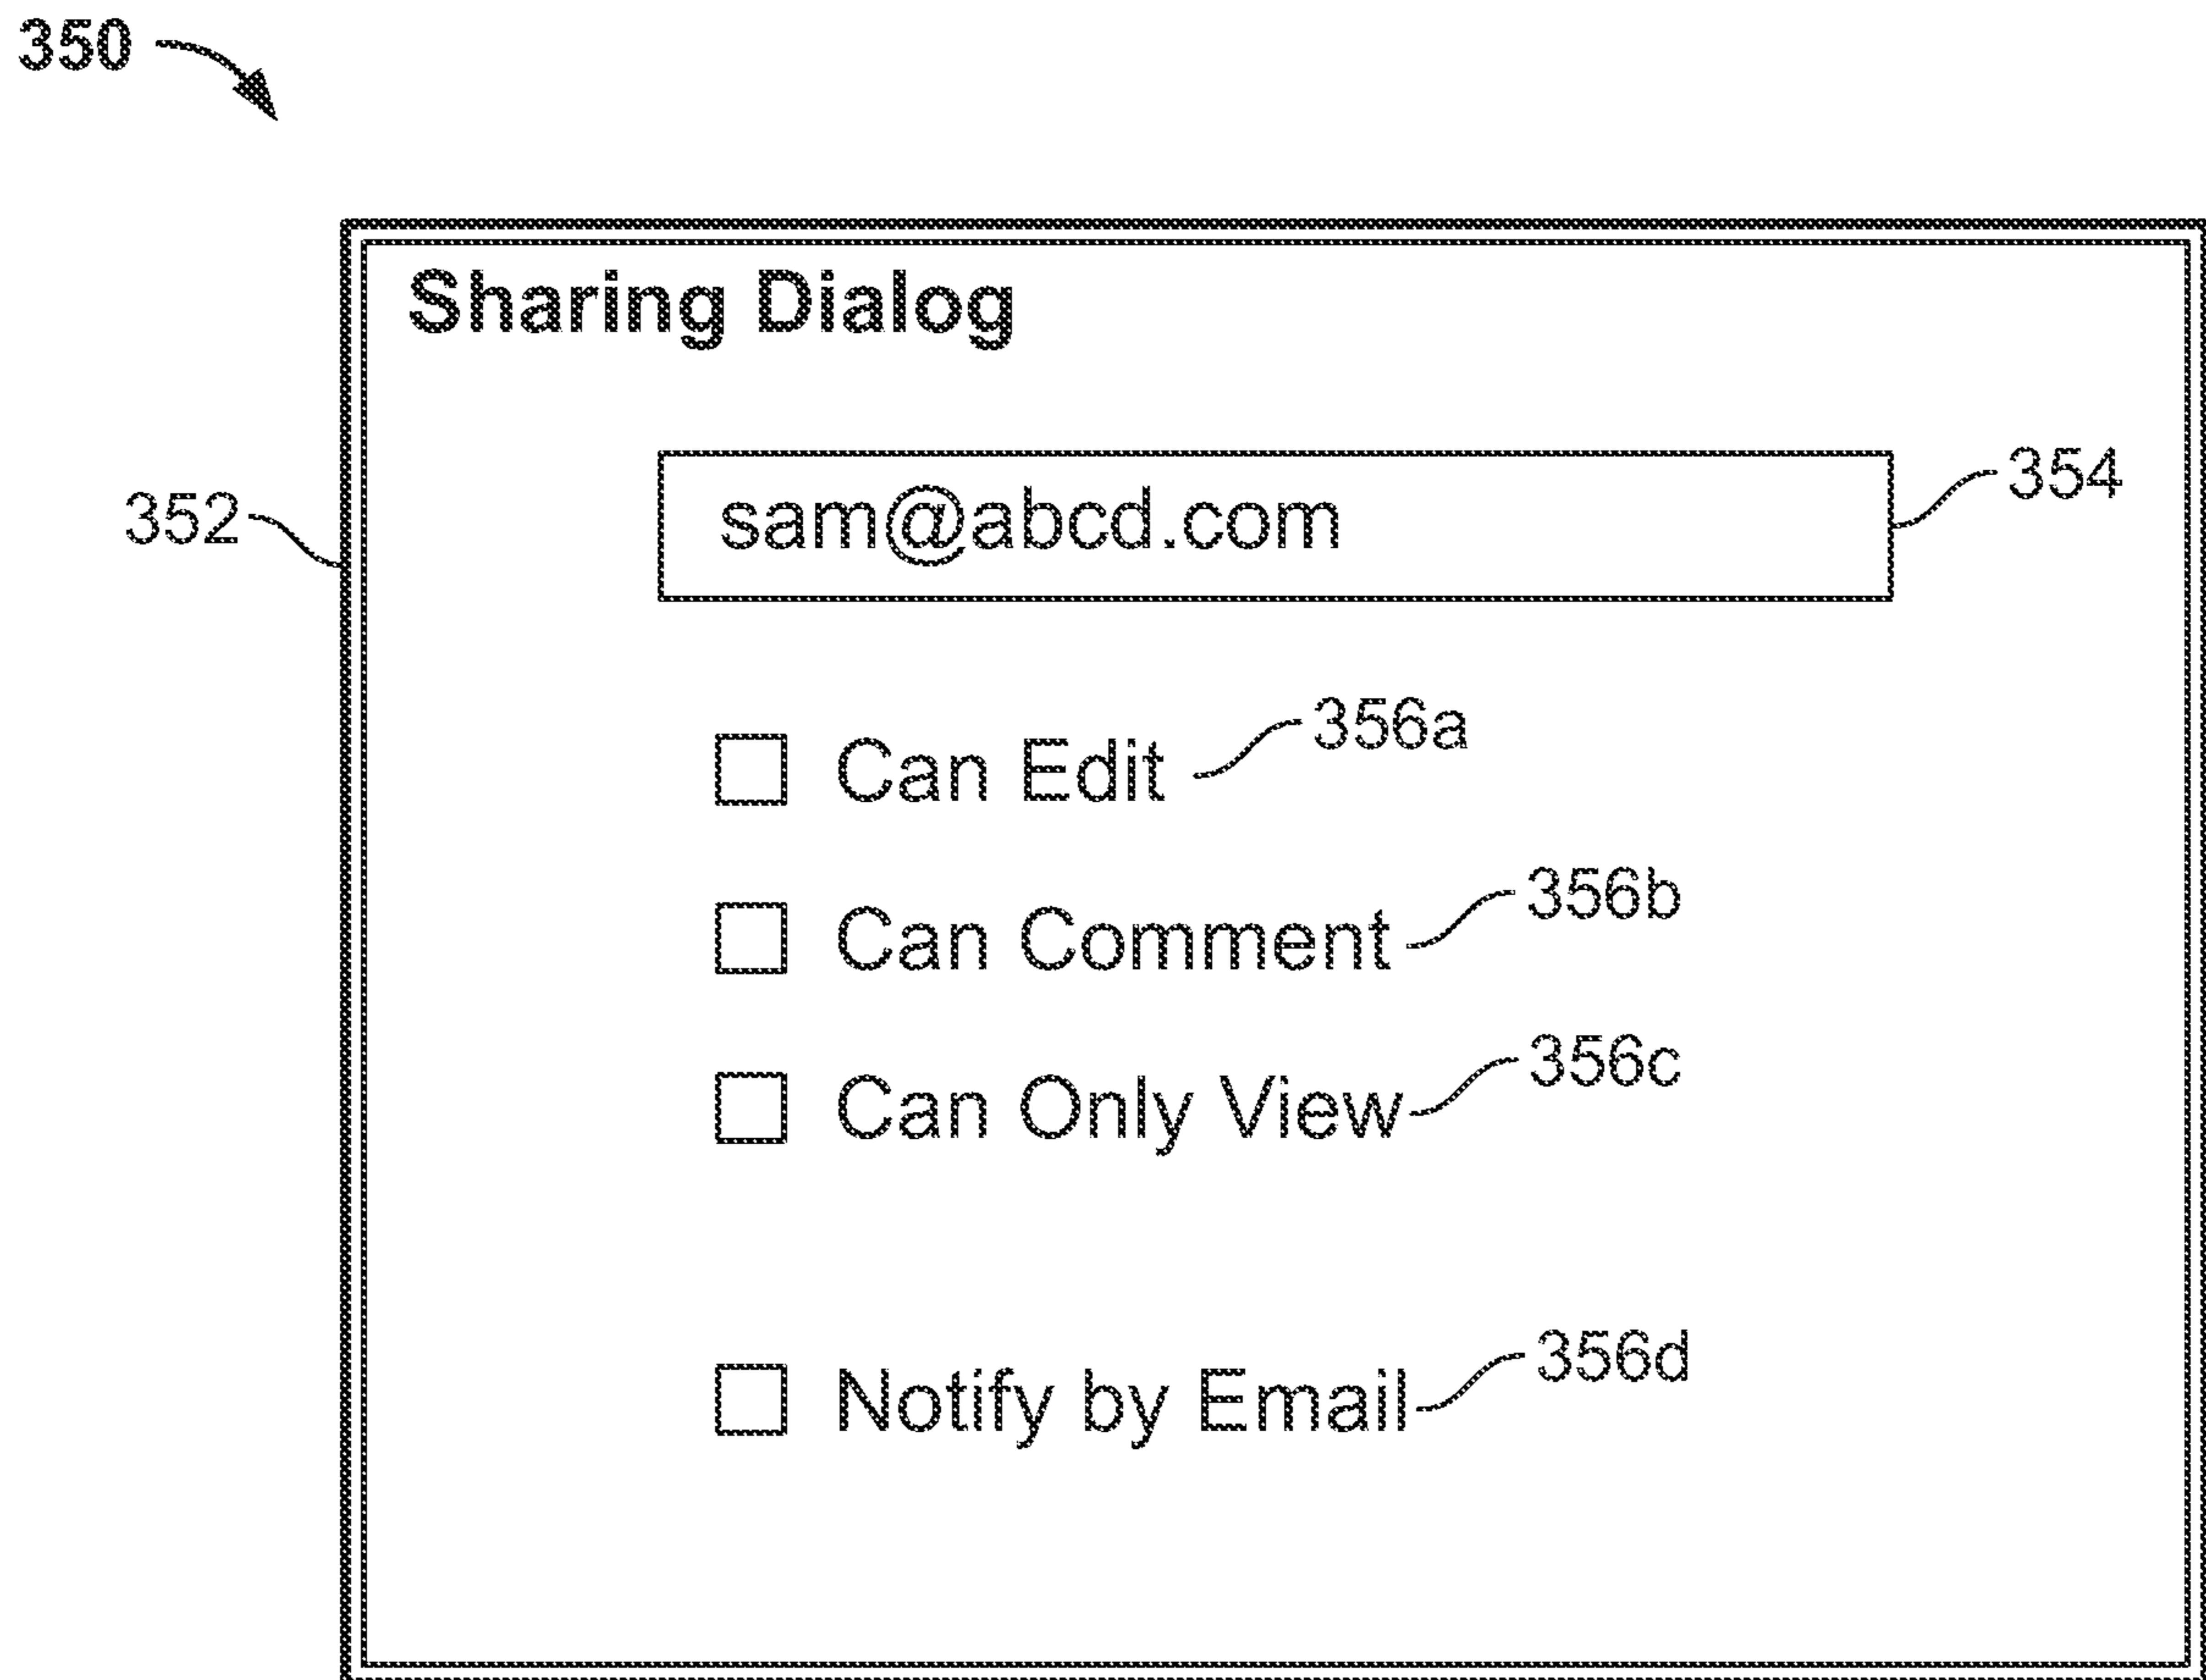 350
Sharing Dialog
352
sam@abcd.com
354
Can Edit
356a
Can Comment
356b
Can Only View
356c
Notify by Email
356d